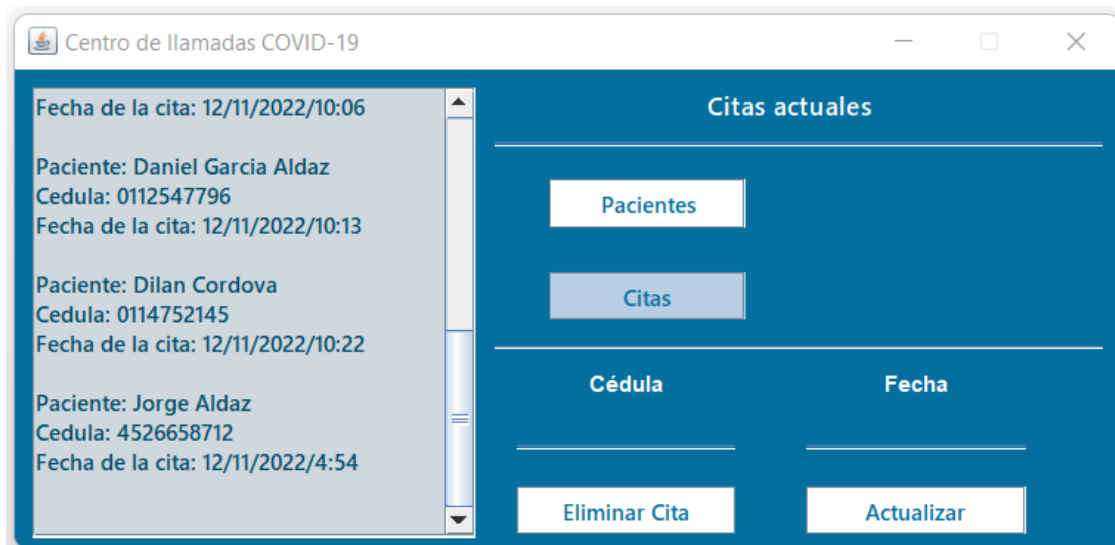 Centro de llamadas COVID-19
Fecha de la cita: 12/11/2022/10:06
Paciente: Daniel Garcia Aldaz
Cedula: 0112547796
Fecha de la cita: 12/11/2022/10:13
Paciente: Dilan Cordova
Cedula: 0114752145
Fecha de la cita: 12/11/2022/10:22
Paciente: Jorge Aldaz
Cedula: 4526658712
Fecha de la cita: 12/11/2022/4:54
Citas actuales
Pacientes
Citas
Cédula
Fecha
Eliminar Cita
Actualizar